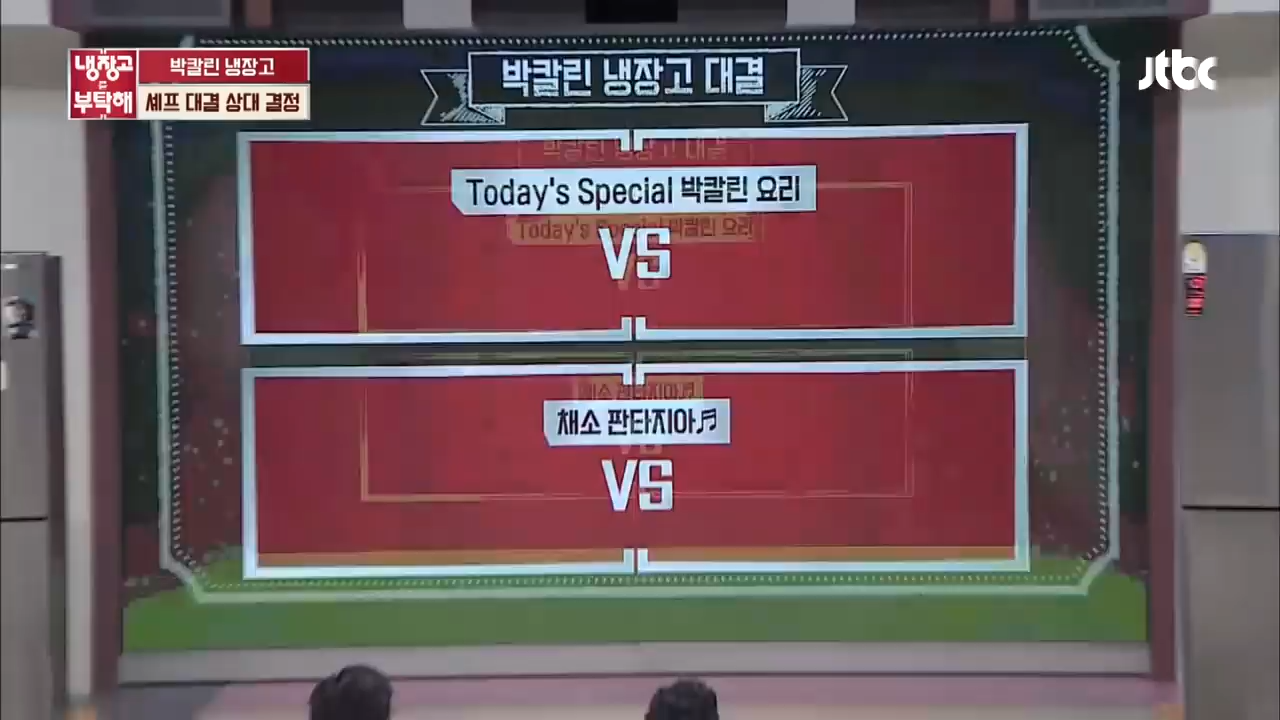 냉장고를 부탁해
박칼린 냉장고
셰프 대결 상대 결정
jtbc
박칼린 냉장고 대결
Today's Special 박칼린 요리
VS
채소 판타지아♬
VS